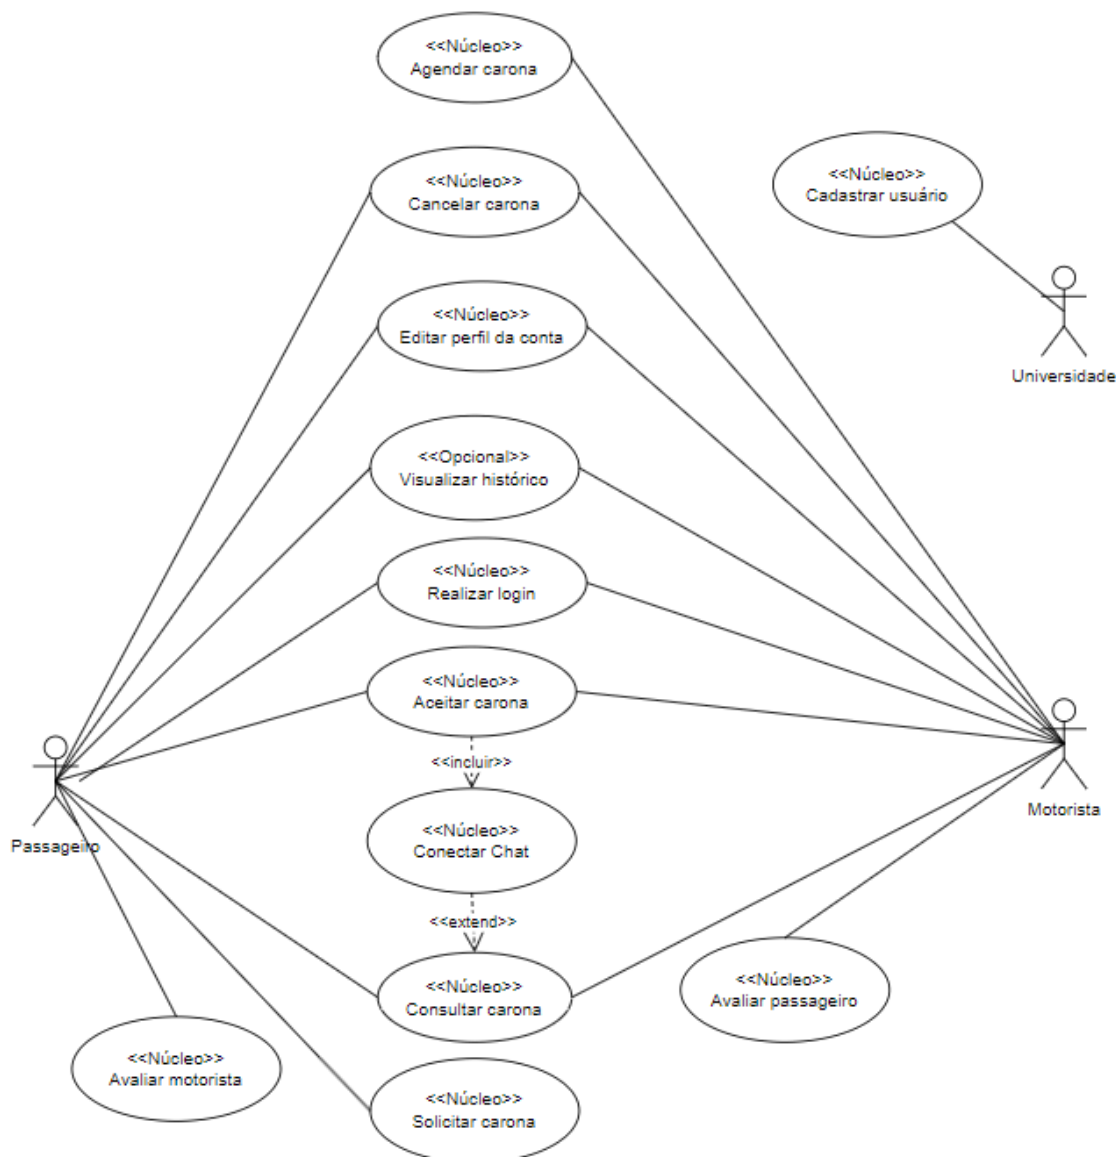 <<Núcleo>>
Agendar carona
<<Núcleo>>
Cadastrar usuário
<<Núcleo>>
Cancelar carona
<<Núcleo>>
Editar perfil da conta
Universidade
<<Opcional>>
Visualizar histórico
<<Núcleo>>
Realizar login
<<Núcleo>>
Aceitar carona
<<incluir>>
Motorista
Passageiro
<<Núcleo>>
Conectar Chat
<<extend>>
<<Núcleo>>
Consultar carona
<<Núcleo>>
Avaliar passageiro
<<Núcleo>>
Avaliar motorista
<<Núcleo>>
Solicitar carona